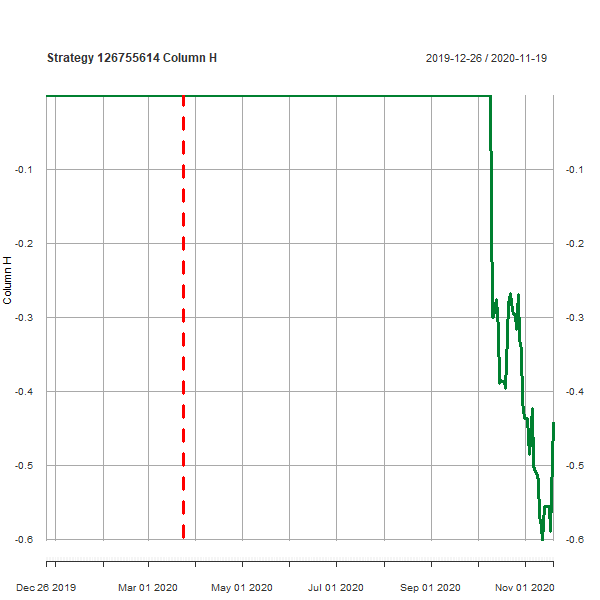 Strategy 126755614 Column H
2019-12-26 / 2020-11-19
-0.1
-0.2
-0.3
-0.4
-0.5
-0.6
Column H
-0.1
-0.2
-0.3
-0.4
-0.5
-0.6
Dec 26 2019
Mar 01 2020
May 01 2020
Jul 01 2020
Sep 01 2020
Nov 01 2020